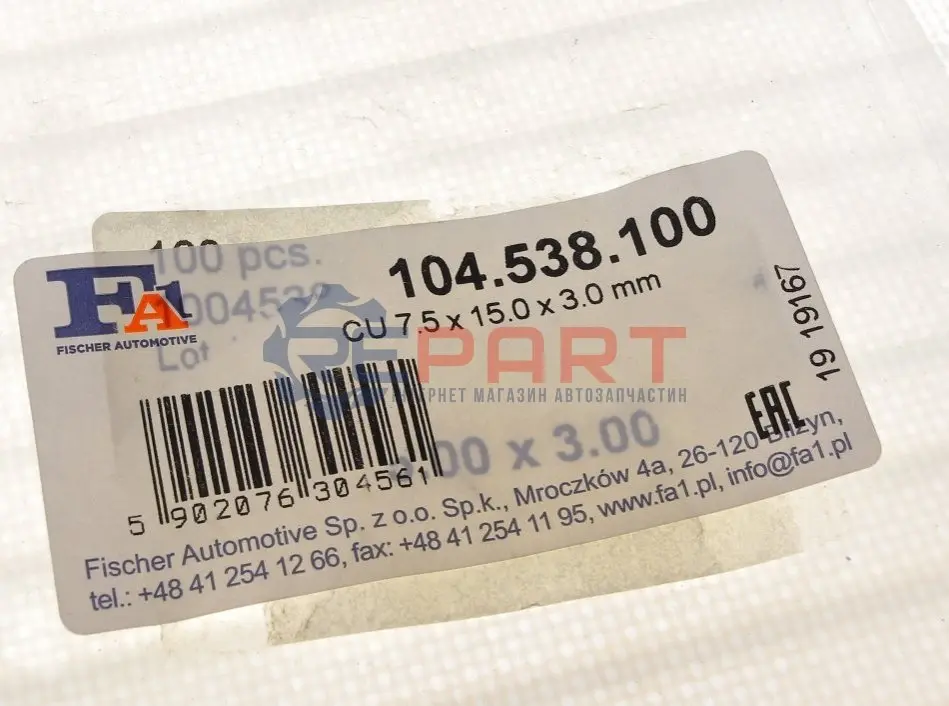 104.538.100
100 pcs.
CU 7.5 x 15.0 x 3.0 mm
FA1
FISCHER AUTOMOTIVE
Lot
19 19167
REPART
ИНТЕРНЕТ МАГАЗИН АВТОЗАПЧАСТИН
EAC
00 x 3.00
5 902076 304561
Fischer Automotive Sp. z o.o. Sp.k., Mroczków 4a, 26-120 Bliżyn,
tel.: +48 41 254 12 66, fax: +48 41 254 11 95, www.fa1.pl, info@fa1.pl